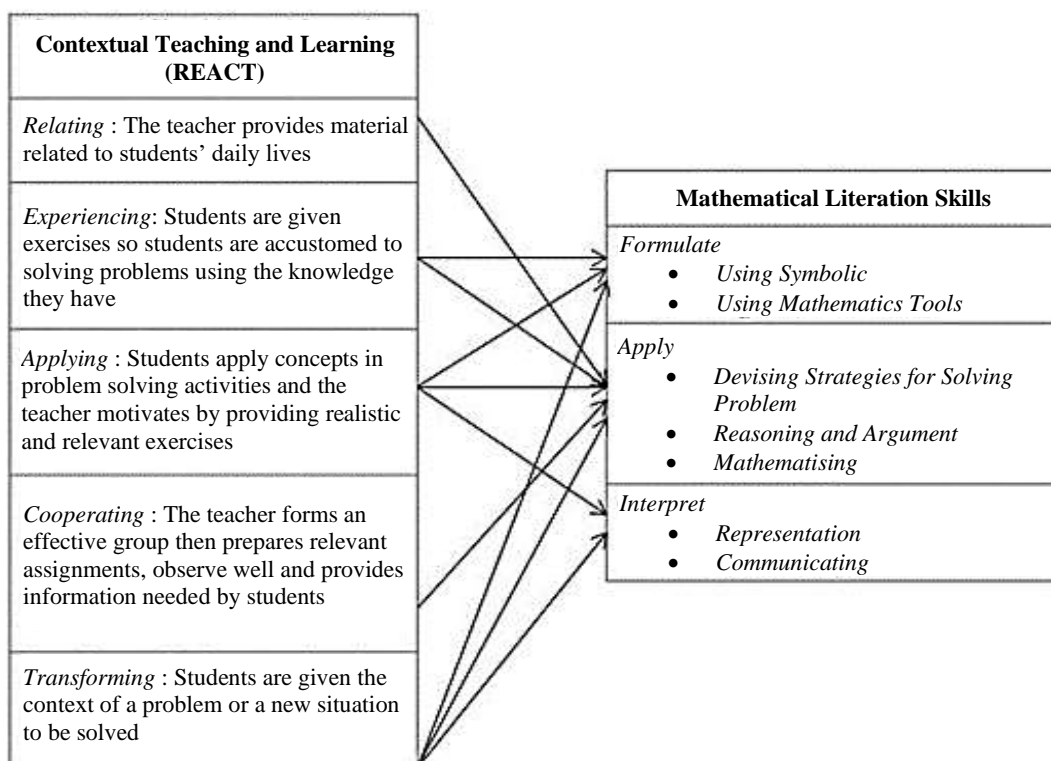 Contextual Teaching and Learning
(REACT)
Relating : The teacher provides material
related to students’ daily lives
Experiencing: Students are given
exercises so students are accustomed to
solving problems using the knowledge
they have
Applying : Students apply concepts in
problem solving activities and the
teacher motivates by providing realistic
and relevant exercises
Cooperating : The teacher forms an
effective group then prepares relevant
assignments, observe well and provides
information needed by students
Transforming : Students are given the
context of a problem or a new situation
to be solved
Mathematical Literation Skills
Formulate
• Using Symbolic
• Using Mathematics Tools
Apply
• Devising Strategies for Solving
Problem
• Reasoning and Argument
• Mathematising
Interpret
• Representation
• Communicating